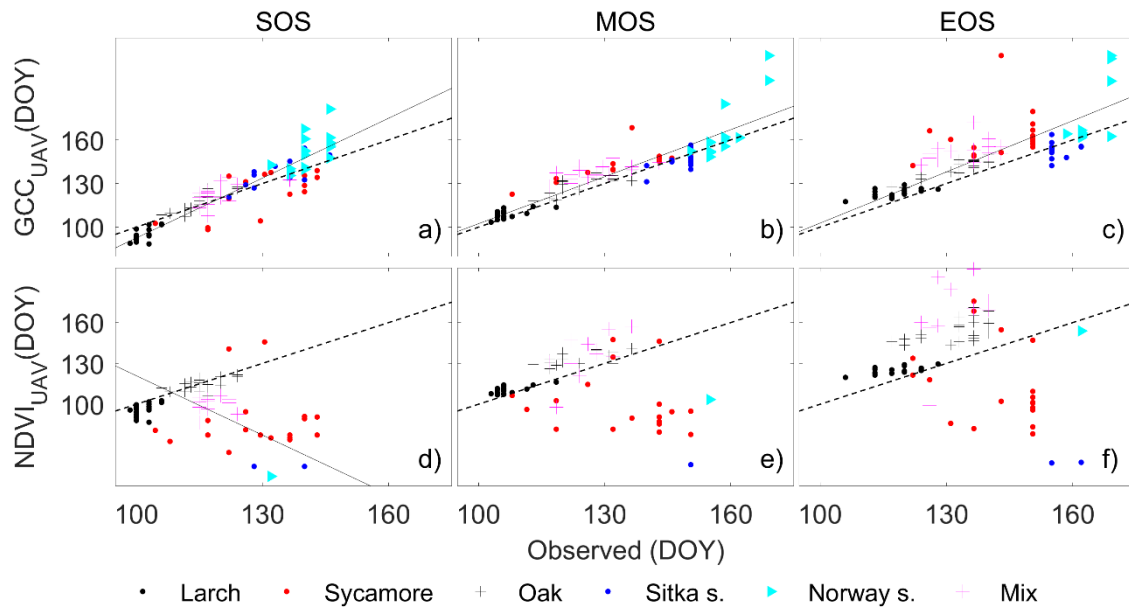 SOS MOS EOS
GCC_UAV(DOY)
160
130
100
a) b) c)
NDVI_UAV(DOY)
160
130
100
d) e) f)
100 130 160 100 130 160 100 130 160
Observed (DOY)
Larch Sycamore Oak Sitka s. Norway s. Mix